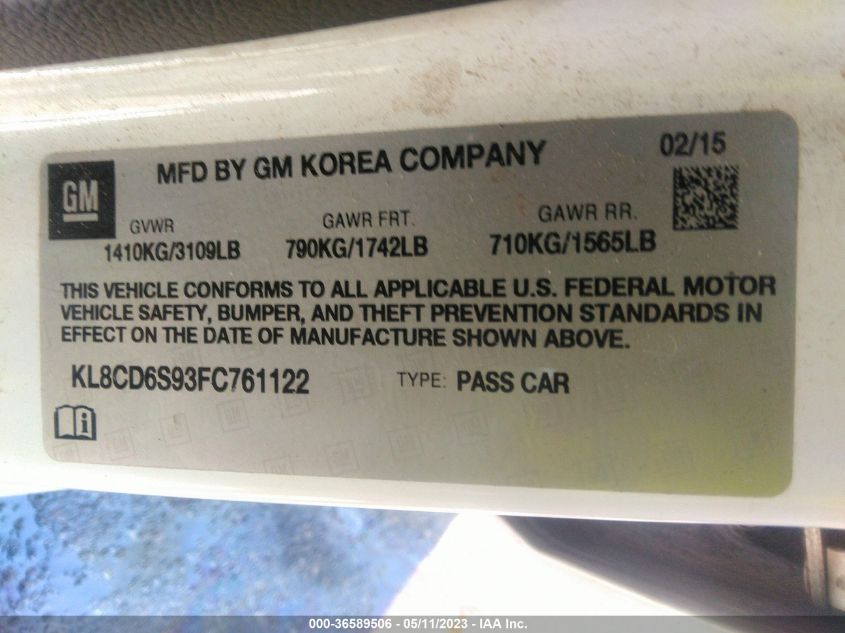 MFD BY GM KOREA COMPANY 02/15
GM
GVWR GAWR FRT. GAWR RR.
1410KG/3109LB 790KG/1742LB 710KG/1565LB
THIS VEHICLE CONFORMS TO ALL APPLICABLE U.S. FEDERAL MOTOR
VEHICLE SAFETY, BUMPER, AND THEFT PREVENTION STANDARDS IN
EFFECT ON THE DATE OF MANUFACTURE SHOWN ABOVE.
KL8CD6S93FC761122 TYPE: PASS CAR
000-36589506 - 05/11/2023 - IAA Inc.